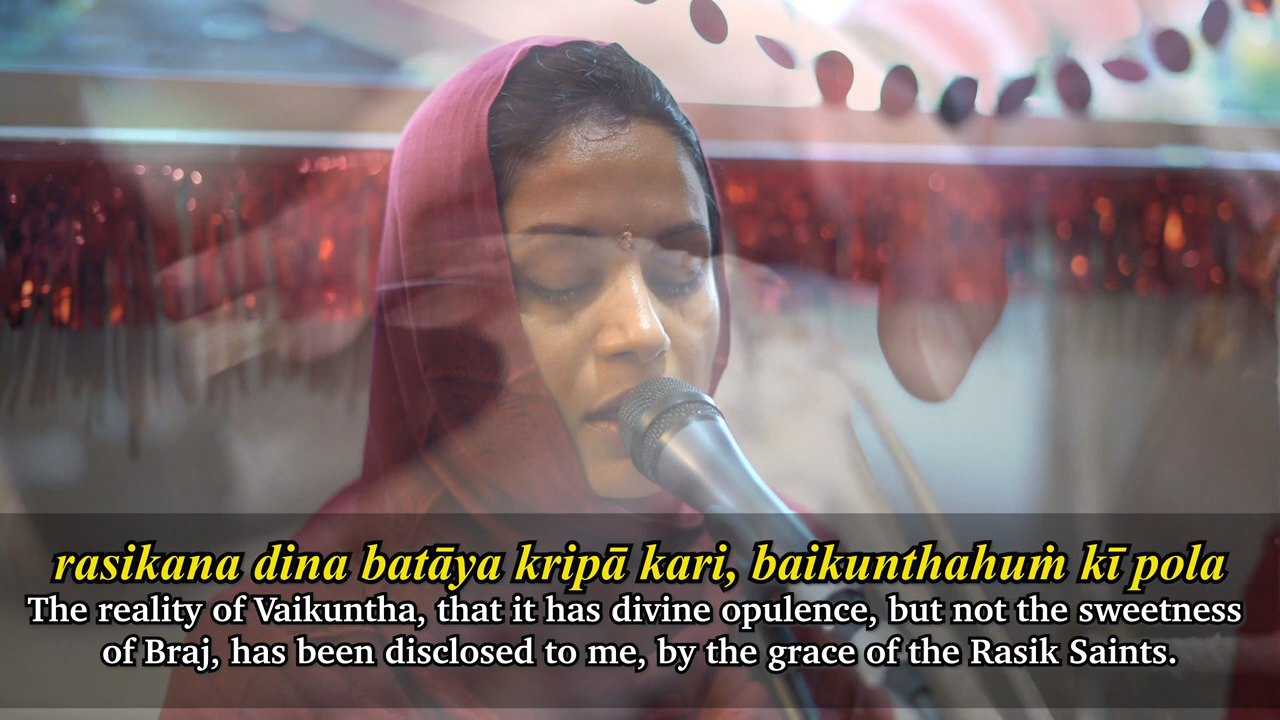 rasikana dina batāya kripā kari, baikunthahuṁ kī pola
The reality of Vaikuntha, that it has divine opulence, but not the sweetness
of Braj, has been disclosed to me, by the grace of the Rasik Saints.